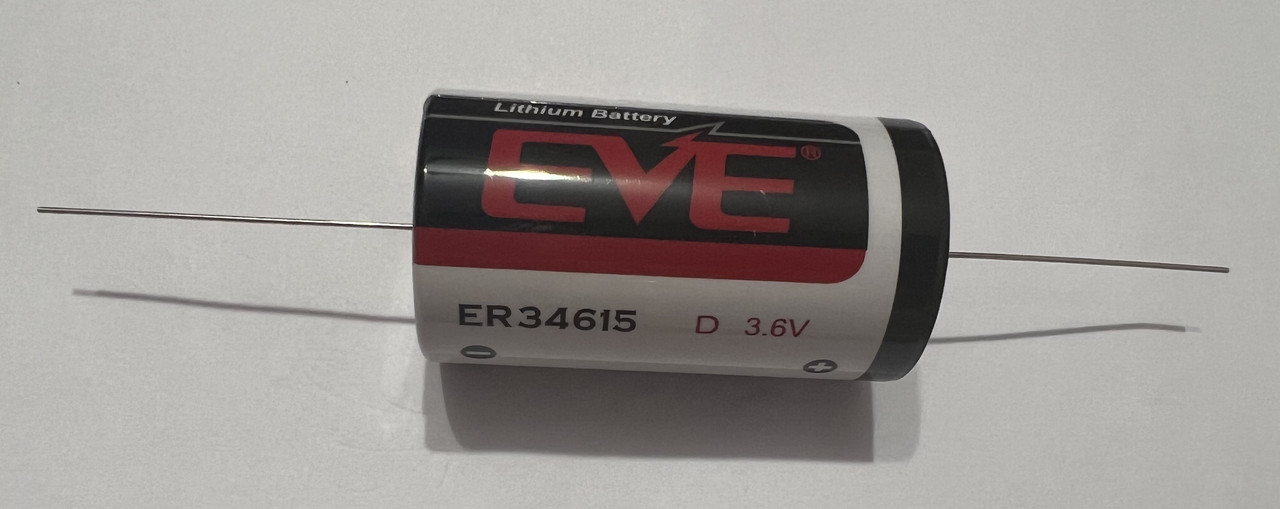 Lithium Battery
EVE®
ER34615 D 3.6V
- +